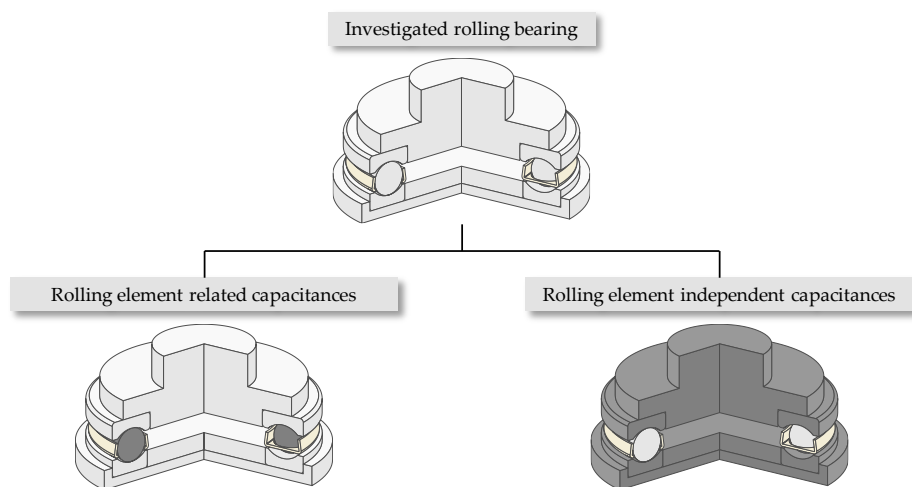 Investigated rolling bearing
Rolling element related capacitances
Rolling element independent capacitances